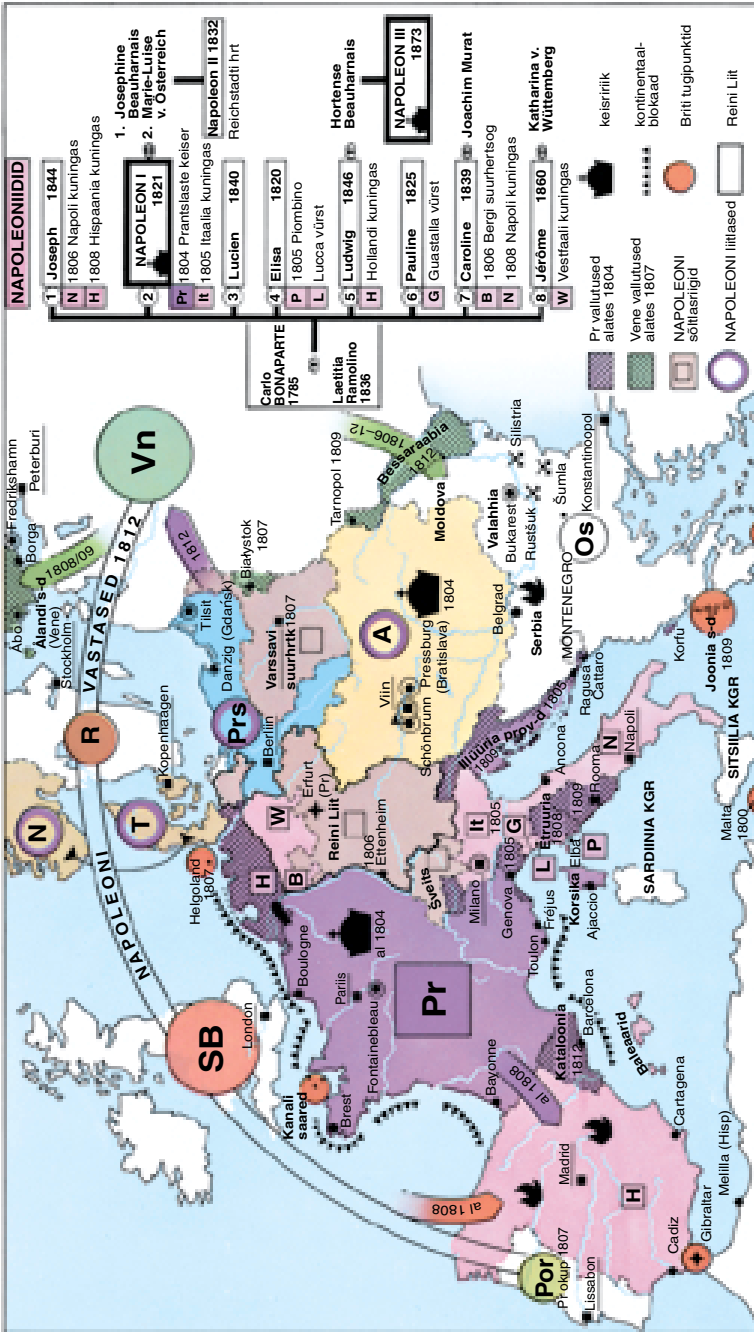 NAPOLEONIIDID
1 Joseph 1844
N 1806 Napoli kuningas
H 1808 Hispaania kuningas
2 NAPOLEON I
1821
1. Josephine
Beauharnais
2. Marie-Luise
v. Österreich
Napoleon II 1832
Reichstadti hrt
Pr 1804 Prantslaste keiser
It 1805 Itaalia kuningas
3 Lucien 1840
4 Elisa 1820
P 1805 Piombino
L Lucca vürst
5 Ludwig 1846
Hortense
Beauharnais
NAPOLEON III
1873
H Hollandi kuningas
6 Pauline 1825
G Guastalla vürst
7 Caroline 1839 Joachim Murat
B 1806 Bergi suurhertsog
N 1808 Napoli kuningas
8 Jérôme 1860 Katharina v.
Wüttemberg
W Vestfaali kuningas
Carlo
BONAPARTE
1785
Laetitia
Ramolino
1836
Pr vallutused
alates 1804
Vene vallutused
alates 1807
NAPOLEONI
sõltlasriigid
NAPOLEONI liitlased
keisririik
kontinentaal-
blokaad
Briti tugipunktid
Reini Liit
NAPOLEONI VASTASED 1812
SB
R
Vn
Por
N
T
Prs
A
Os
Pr
Fredrikshamn
Peterburi
Borga
Åbo
Ålandi s-d
(Vene)
Stockholm
1808/09
1812
Kopenhaagen
Tilsit
Danzig (Gdańsk)
Białystok
1807
Varssavi
suurhrtk 1807
Berliin
Tarnopol 1809
1806–12
Bessaraabia
1812
Moldova
Valahhia
Bukarest
Silistria
Rustšuk
Šumla
Konstantinoopol
1804
Viin
Pressburg
(Bratislava)
Schönbrunn
Belgrad
Serbia
MONTENEGRO
Ragusa
Cattaro
Illüüria prov-d 1805
1809
Korfu
Joonia s-d
1809
Helgoland
1807
W
Erfurt
(Pr)
Reini Liit
1806
Ettenheim
H
B
Šveits
It
1805
Milano
G
Genova 1805
L
Etruuria
1808
P
Elba
1809
Rooma
Ancona
N
Napoli
SITSIILIA KGR
Malta
1800
SARDIINIA KGR
Korsika
Ajaccio
Fréjus
Toulon
London
Boulogne
Pariis
Fontainebleau
al 1804
Kanali
saared
Brest
Bayonne
al 1808
Kataloonia
1812
Barcelona
Baleaarid
al 1808
Pr okup 1807
Lissabon
Madrid
H
Cartagena
Cadiz
Gibraltar
Melilla (Hisp)